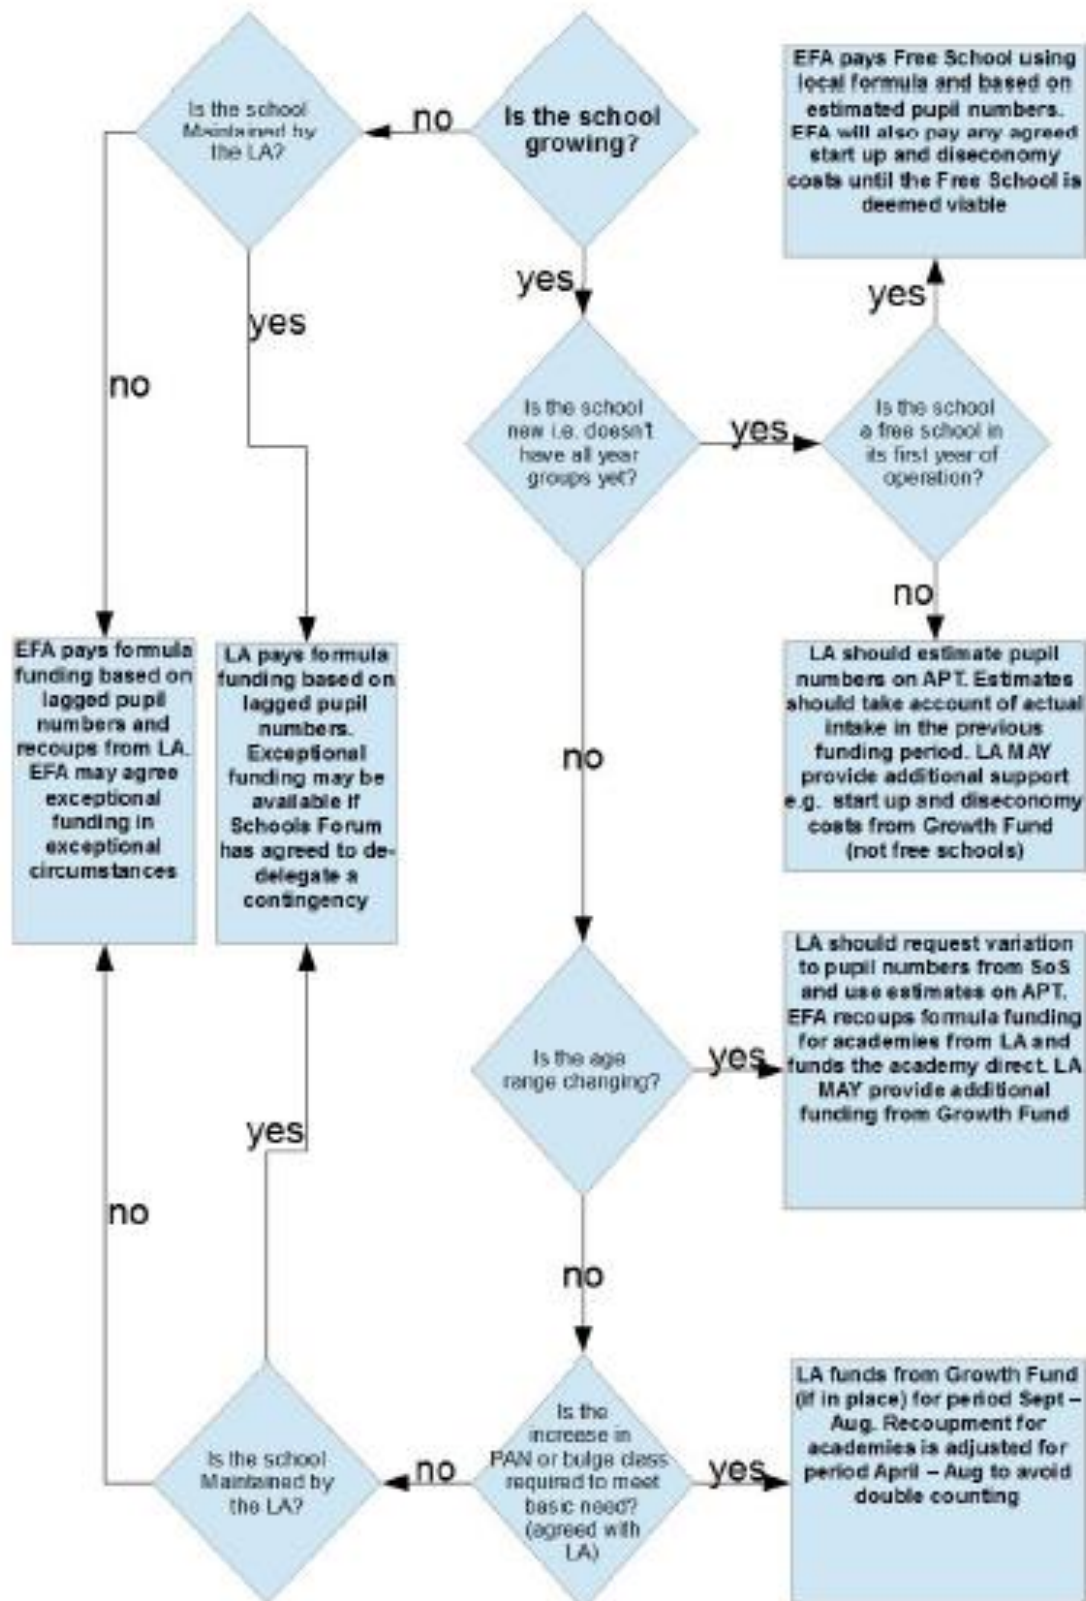 Is the school
Maintained by
the LA?
no
Is the school
growing?
EFA pays Free School using
local formula and based on
estimated pupil numbers.
EFA will also pay any agreed
start up and diseconomy
costs until the Free School is
deemed viable
yes
yes
yes
no
Is the school
new i.e. doesn't
have all year
groups yet?
yes
Is the school
a free school in
its first year of
operation?
no
EFA pays formula
funding based on
lagged pupil
numbers and
recoups from LA.
EFA may agree
exceptional
funding in
exceptional
circumstances
LA pays formula
funding based on
lagged pupil
numbers.
Exceptional
funding may be
available if
Schools Forum
has agreed to de-
delegate a
contingency
no
LA should estimate pupil
numbers on APT. Estimates
should take account of actual
intake in the previous
funding period. LA MAY
provide additional support
e.g. start up and diseconomy
costs from Growth Fund
(not free schools)
Is the age
range changing?
yes
LA should request variation
to pupil numbers from SoS
and use estimates on APT.
EFA recoups formula funding
for academies from LA and
funds the academy direct. LA
MAY provide additional
funding from Growth Fund
yes
no
no
Is the school
Maintained by
the LA?
no
Is the
increase in
PAN or bulge class
required to meet
basic need?
(agreed with
LA)
yes
LA funds from Growth Fund
(if in place) for period Sept –
Aug. Recoupment for
academies is adjusted for
period April – Aug to avoid
double counting